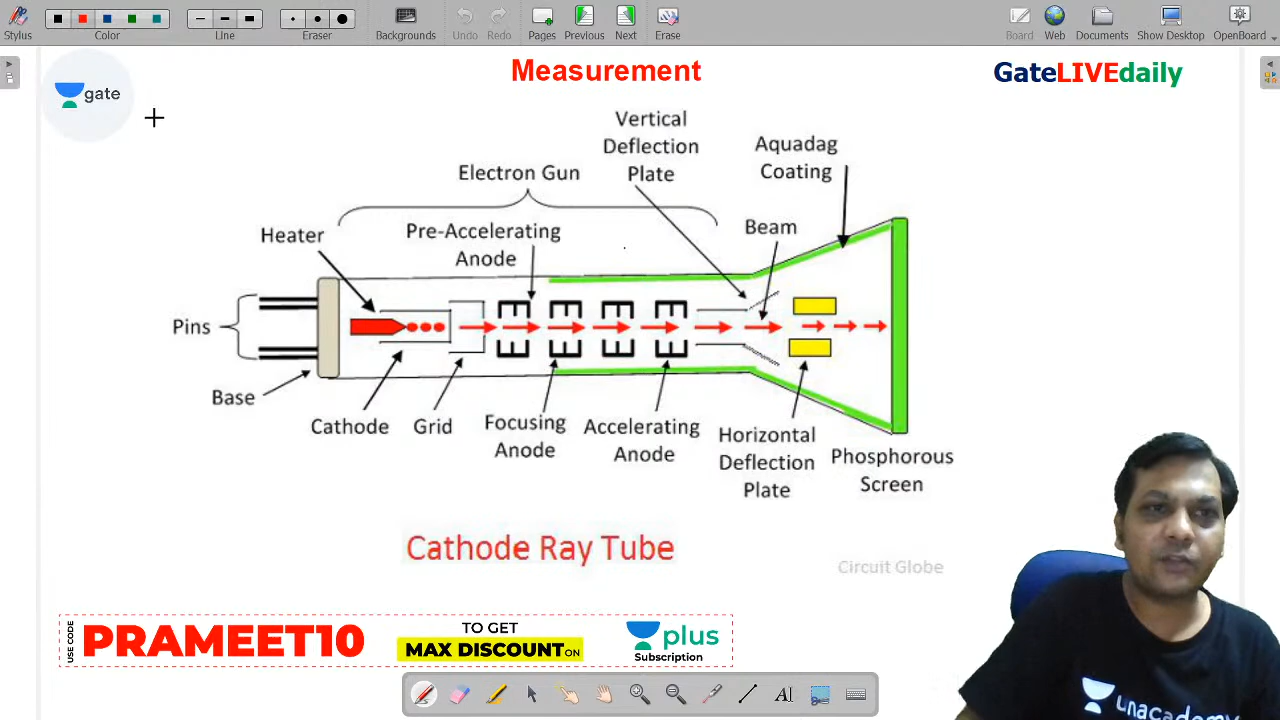 Stylus
Color
Line
Eraser
Backgrounds
Undo
Redo
Pages
Previous
Next
Erase
Board
Web
Documents
Show Desktop
OpenBoard
gate
Measurement
GateLIVEdaily
Vertical
Deflection
Plate
Aquadag
Coating
Electron Gun
Heater
Pre-Accelerating
Anode
Beam
Pins
Base
Cathode
Grid
Focusing
Anode
Accelerating
Anode
Horizontal
Deflection
Plate
Phosphorous
Screen
Cathode Ray Tube
Circuit Globe
USE CODE
PRAMEET10
TO GET
MAX DISCOUNT ON
plus
Subscription
unacademy